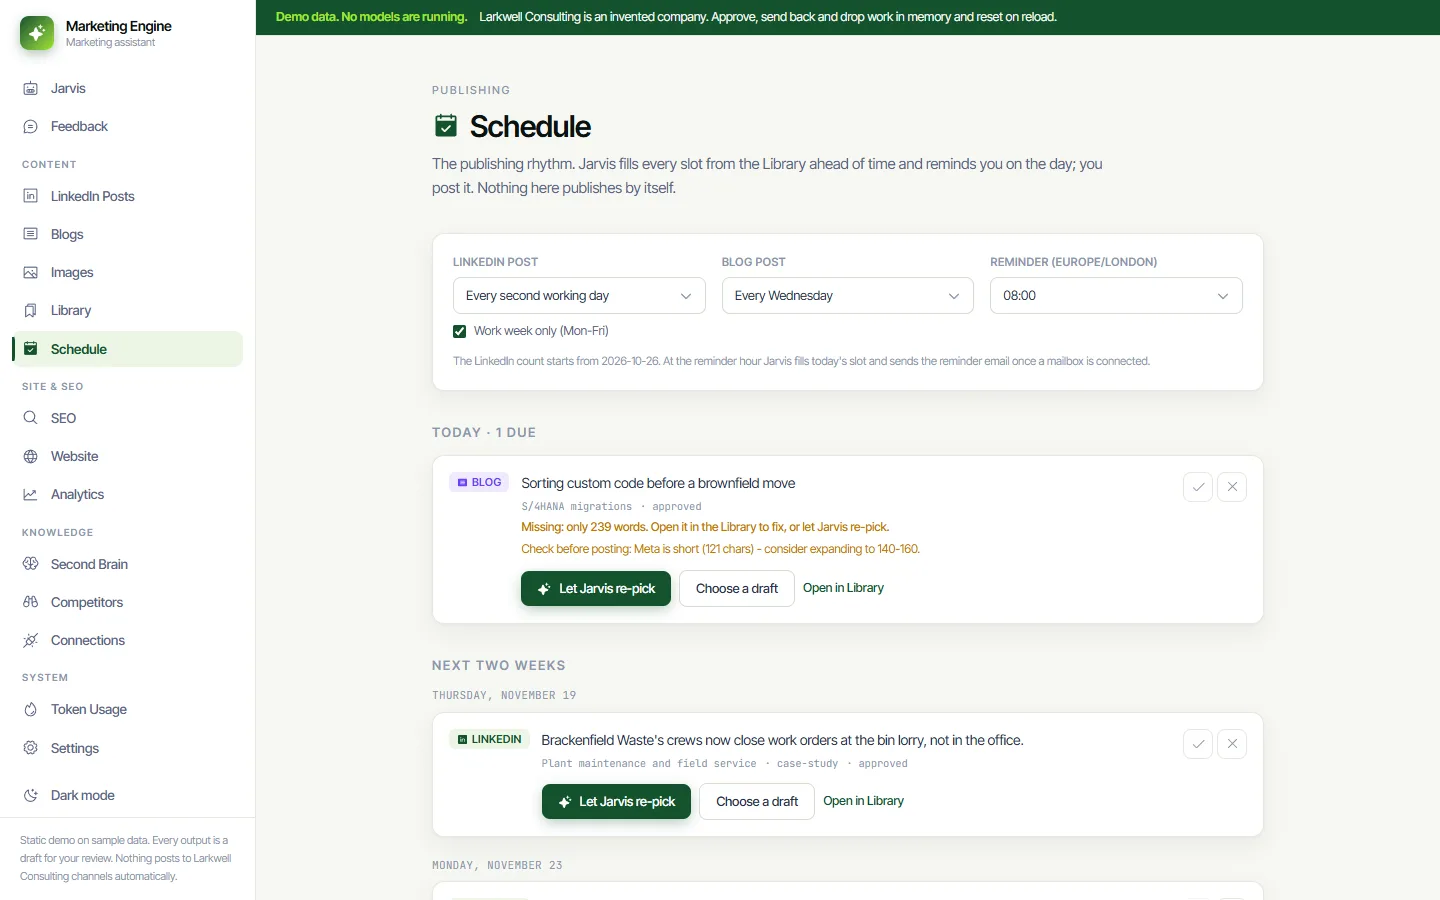 Marketing Engine
Marketing assistant
Jarvis
Feedback
CONTENT
LinkedIn Posts
Blogs
Images
Library
Schedule
SITE & SEO
SEO
Website
Analytics
KNOWLEDGE
Second Brain
Competitors
Connections
SYSTEM
Token Usage
Settings
Dark mode
Static demo on sample data. Every output is a
draft for your review. Nothing posts to Larkwell
Consulting channels automatically.
Demo data. No models are running. Larkwell Consulting is an invented company. Approve, send back and drop work in memory and reset on reload.
PUBLISHING
Schedule
The publishing rhythm. Jarvis fills every slot from the Library ahead of time and reminds you on the day; you
post it. Nothing here publishes by itself.
LINKEDIN POST
Every second working day
Work week only (Mon-Fri)
BLOG POST
Every Wednesday
REMINDER (EUROPE/LONDON)
08:00
The LinkedIn count starts from 2026-10-26. At the reminder hour Jarvis fills today's slot and sends the reminder email once a mailbox is connected.
TODAY · 1 DUE
BLOG
Sorting custom code before a brownfield move
S/4HANA migrations · approved
Missing: only 239 words. Open it in the Library to fix, or let Jarvis re-pick.
Check before posting: Meta is short (121 chars) - consider expanding to 140-160.
Let Jarvis re-pick
Choose a draft
Open in Library
NEXT TWO WEEKS
THURSDAY, NOVEMBER 19
LINKEDIN
Brackenfield Waste's crews now close work orders at the bin lorry, not in the office.
Plant maintenance and field service · case-study · approved
Let Jarvis re-pick
Choose a draft
Open in Library
MONDAY, NOVEMBER 23